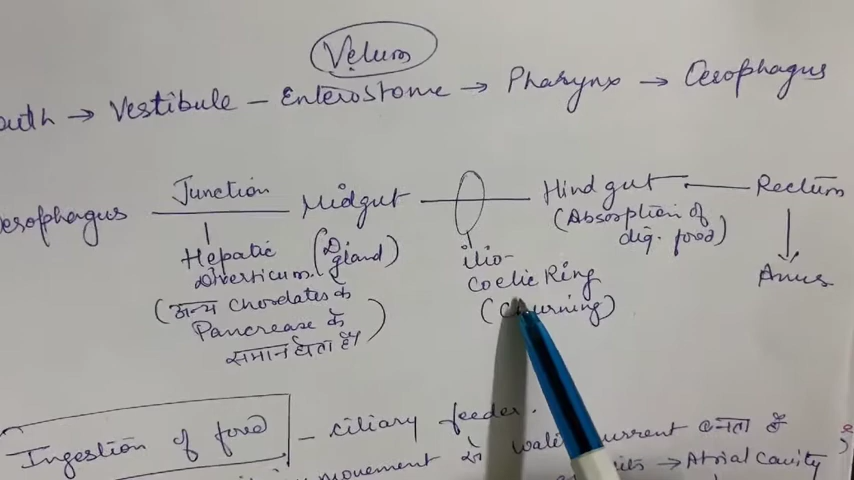 Velum
outh → Vestibule - Enterostome → Pharynx → Oesophagus
esophagus Junction Midgut Hindgut Rectum
Hepatic Diverticum. (D gland)
(अन्य Chordates के
Pancrease के
समान होता है)
ilio-
Coelic Ring
(Churning)
(Absorption of
dig. food)
Anus
Ingestion of food - ciliary feeder.
movement से water current बनता है
→ Atrial cavity